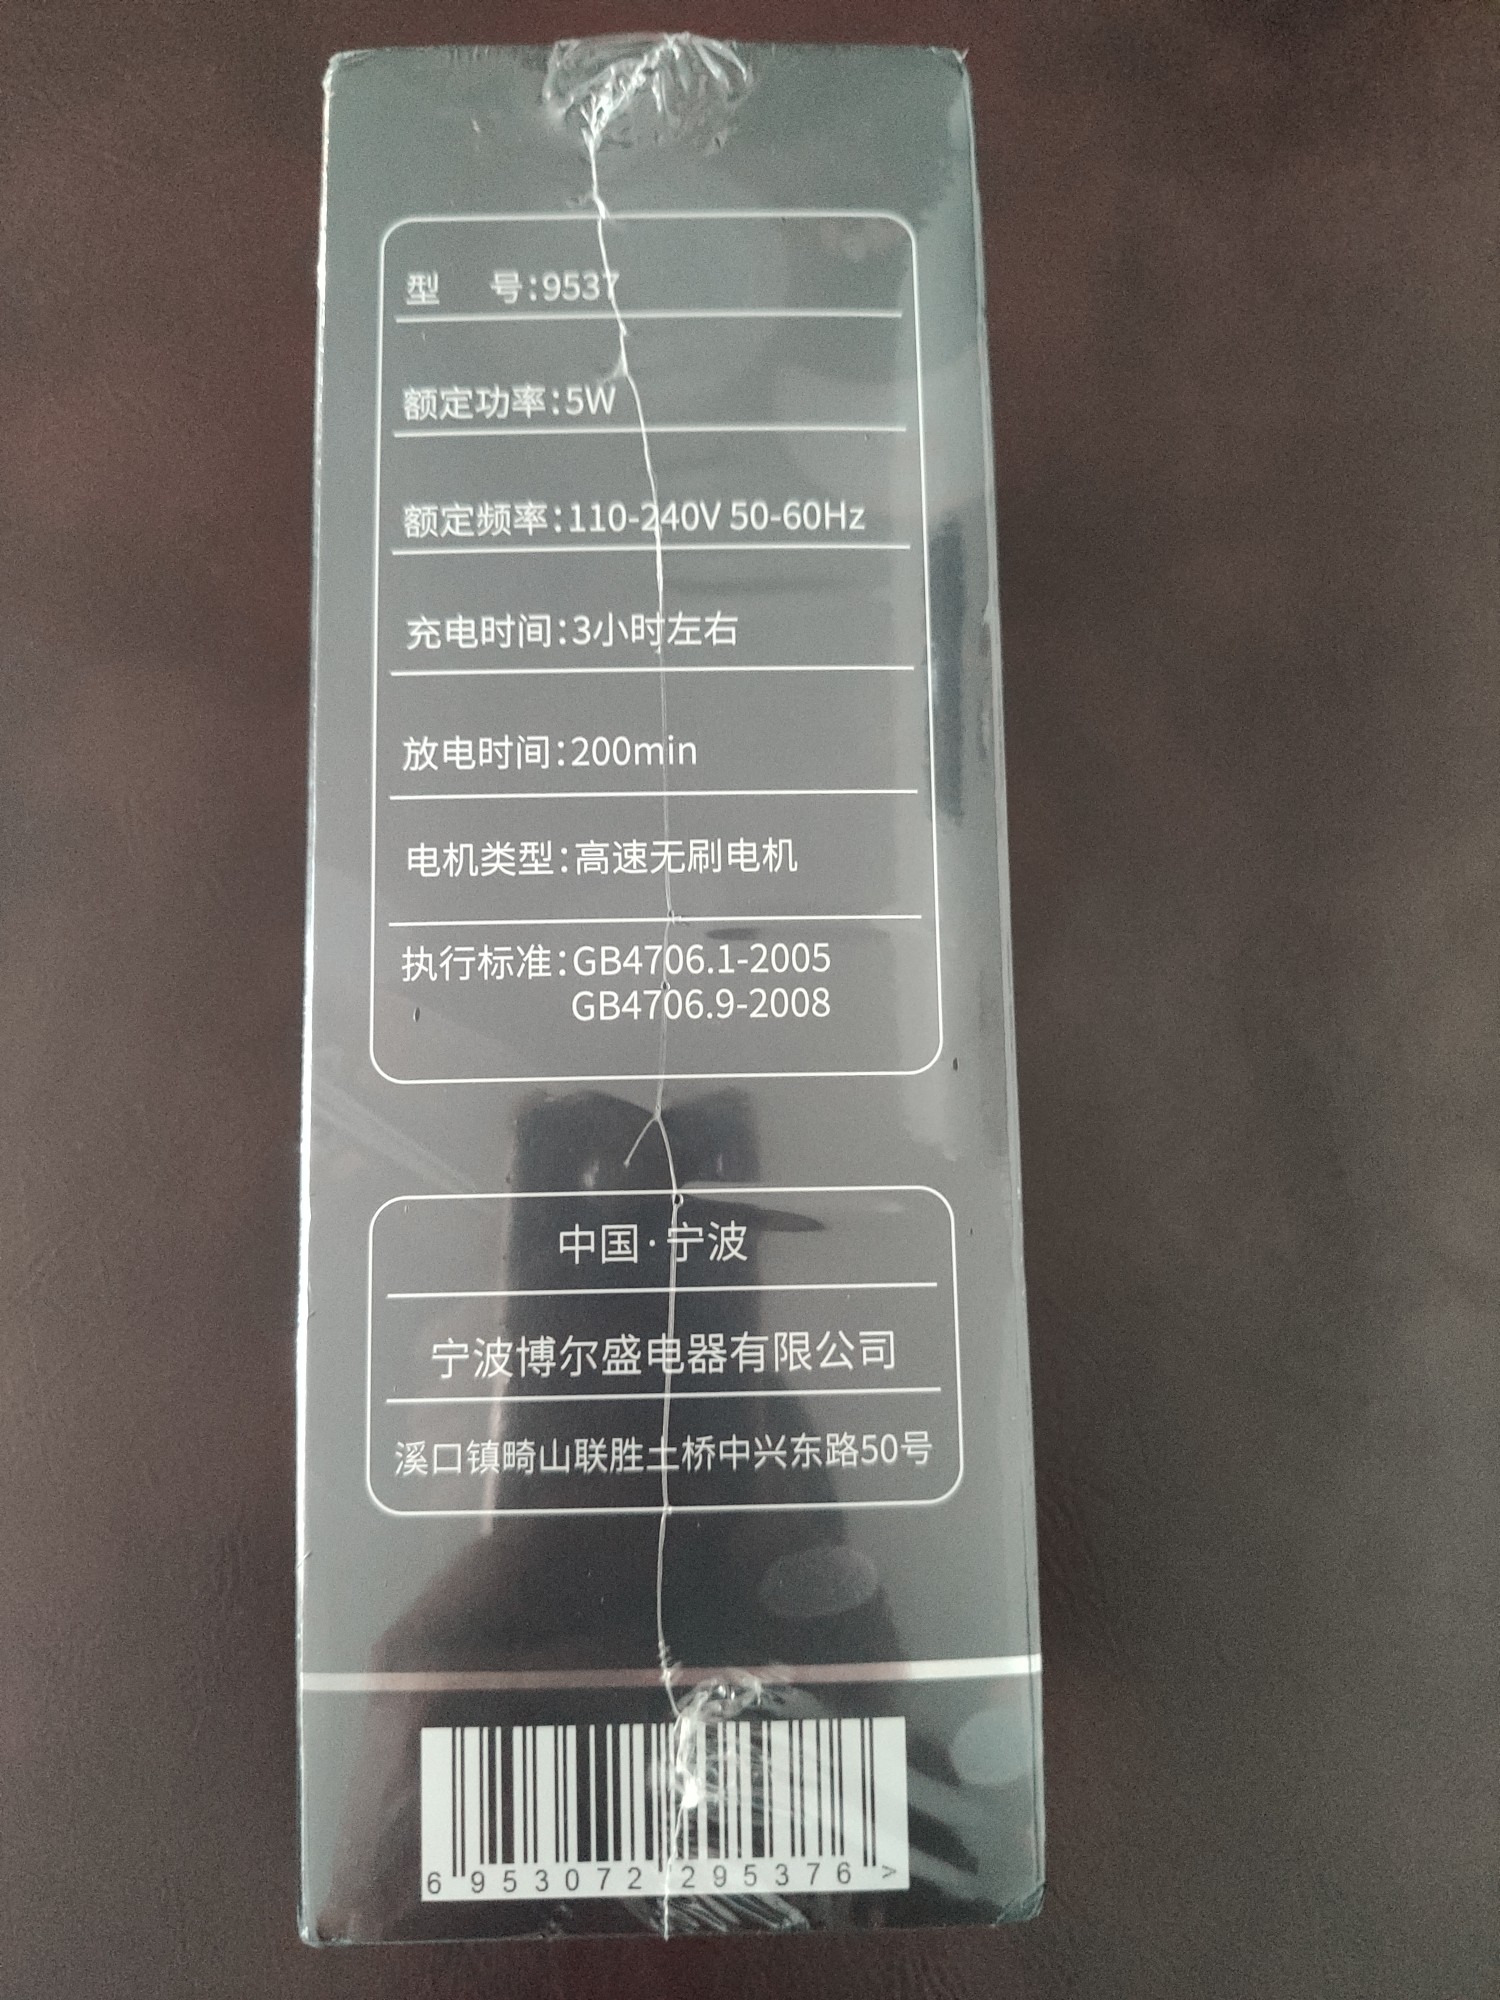 型 号:9537
额定功率:5W
额定频率:110-240V 50-60Hz
充电时间:3小时左右
放电时间:200min
电机类型:高速无刷电机
执行标准:GB4706.1-2005
GB4706.9-2008
中国·宁波
宁波博尔盛电器有限公司
溪口镇畸山联胜土桥中兴东路50号
6 953072 295376 >